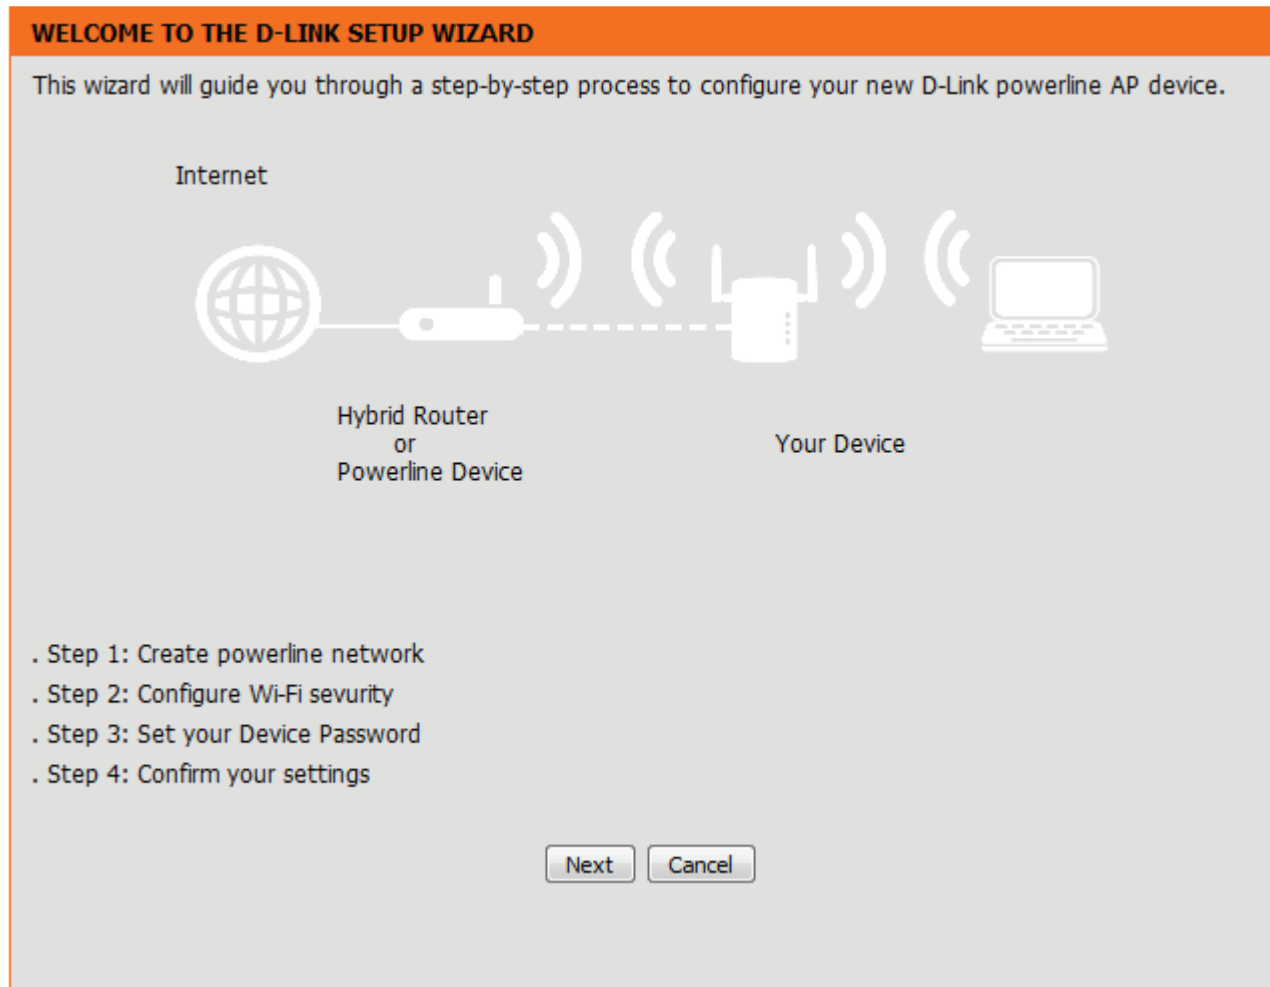 WELCOME TO THE D-LINK SETUP WIZARD
This wizard will guide you through a step-by-step process to configure your new D-Link powerline AP device.
Internet
Hybrid Router
or
Powerline Device
Your Device
. Step 1: Create powerline network
. Step 2: Configure Wi-Fi sevurity
. Step 3: Set your Device Password
. Step 4: Confirm your settings
Next Cancel